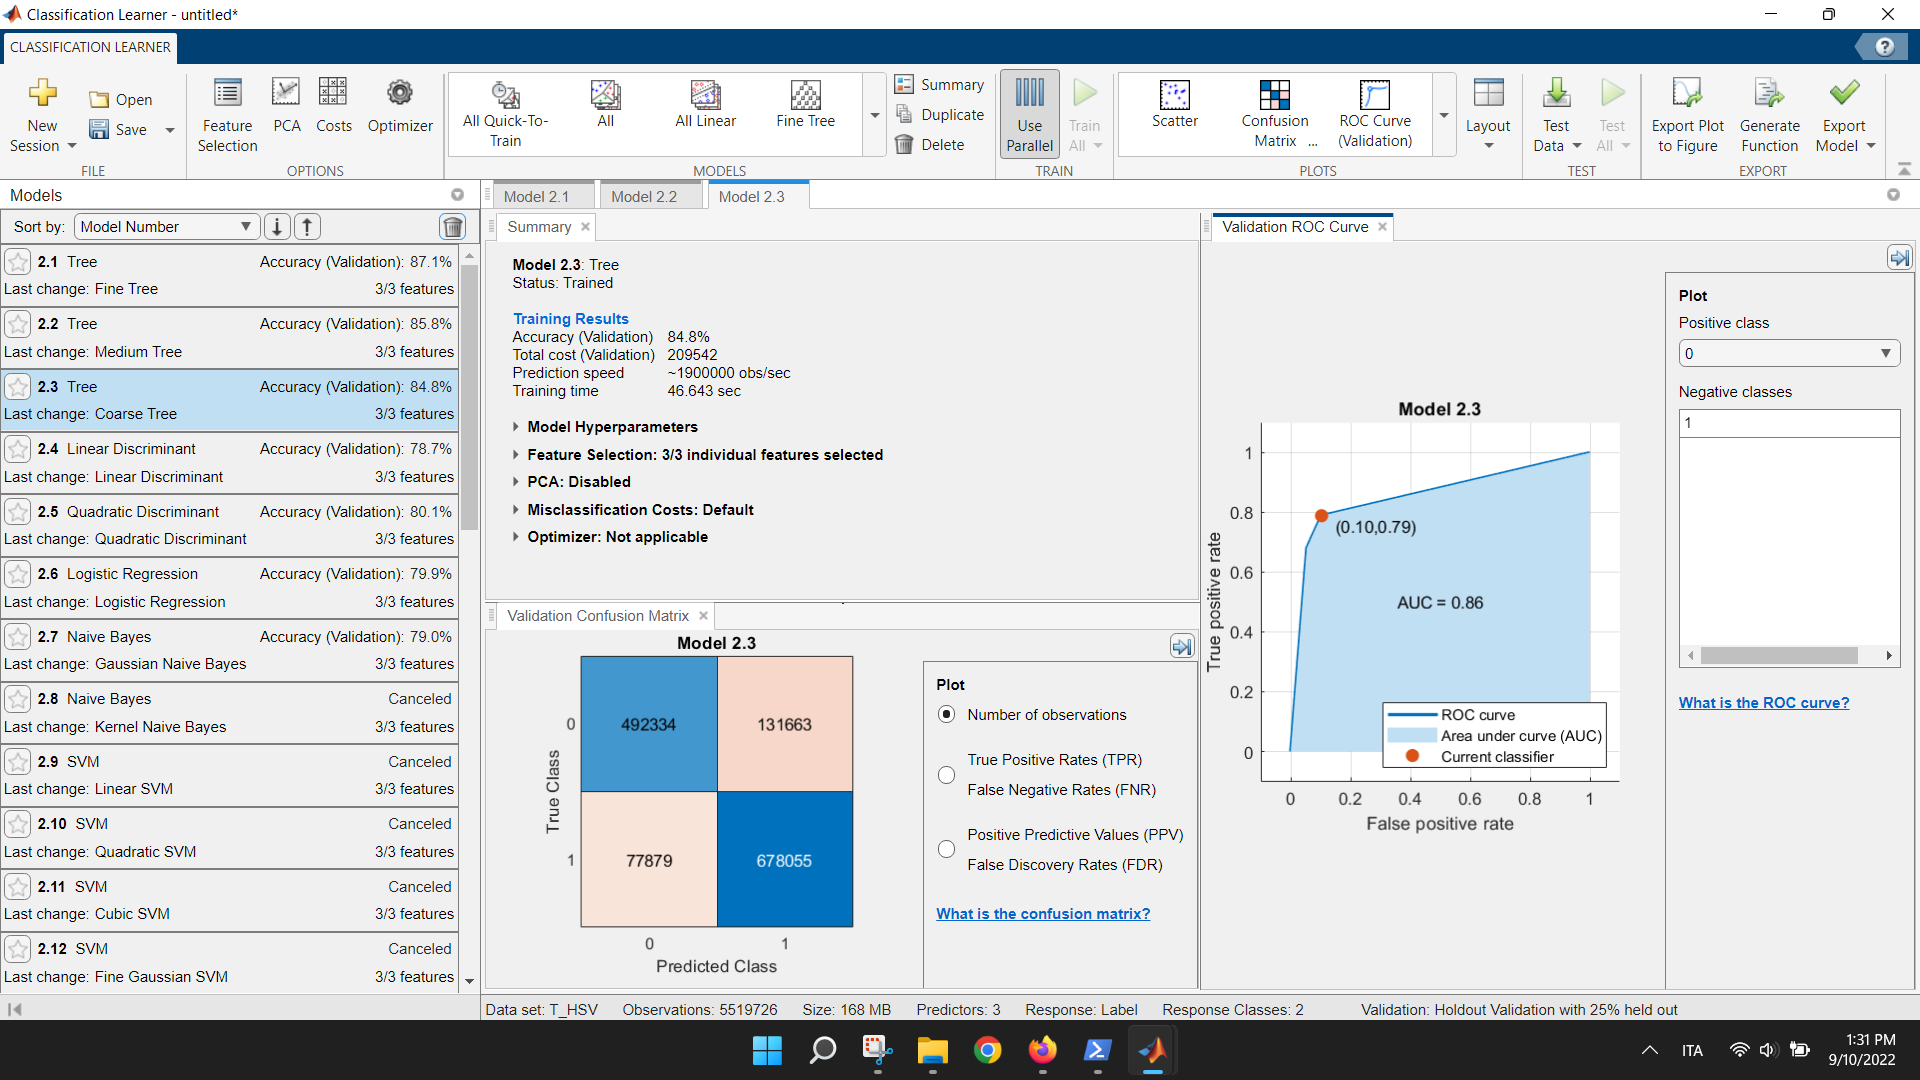 Classification Learner - untitled*
CLASSIFICATION LEARNER
?
New
Session
Open
Save
FILE
Feature
Selection
PCA
Costs
Optimizer
OPTIONS
All Quick-To-
Train
All
All Linear
Fine Tree
Summary
Duplicate
Delete
MODELS
Use
Parallel
Train
All
TRAIN
Scatter
Confusion
Matrix ...
ROC Curve
(Validation)
Layout
PLOTS
Test
Data
Test
All
TEST
Export Plot
to Figure
Generate
Function
Export
Model
EXPORT
Models
Sort by: Model Number
2.1 Tree Accuracy (Validation): 87.1%
Last change: Fine Tree 3/3 features
2.2 Tree Accuracy (Validation): 85.8%
Last change: Medium Tree 3/3 features
2.3 Tree Accuracy (Validation): 84.8%
Last change: Coarse Tree 3/3 features
2.4 Linear Discriminant Accuracy (Validation): 78.7%
Last change: Linear Discriminant 3/3 features
2.5 Quadratic Discriminant Accuracy (Validation): 80.1%
Last change: Quadratic Discriminant 3/3 features
2.6 Logistic Regression Accuracy (Validation): 79.9%
Last change: Logistic Regression 3/3 features
2.7 Naive Bayes Accuracy (Validation): 79.0%
Last change: Gaussian Naive Bayes 3/3 features
2.8 Naive Bayes Canceled
Last change: Kernel Naive Bayes 3/3 features
2.9 SVM Canceled
Last change: Linear SVM 3/3 features
2.10 SVM Canceled
Last change: Quadratic SVM 3/3 features
2.11 SVM Canceled
Last change: Cubic SVM 3/3 features
2.12 SVM Canceled
Last change: Fine Gaussian SVM 3/3 features
Model 2.1
Model 2.2
Model 2.3
Summary
Model 2.3: Tree
Status: Trained
Training Results
Accuracy (Validation) 84.8%
Total cost (Validation) 209542
Prediction speed ~1900000 obs/sec
Training time 46.643 sec
Model Hyperparameters
Feature Selection: 3/3 individual features selected
PCA: Disabled
Misclassification Costs: Default
Optimizer: Not applicable
Validation Confusion Matrix
Model 2.3
True Class
0
492334
131663
1
77879
678055
0
1
Predicted Class
Plot
Number of observations
True Positive Rates (TPR)
False Negative Rates (FNR)
Positive Predictive Values (PPV)
False Discovery Rates (FDR)
What is the confusion matrix?
Validation ROC Curve
Model 2.3
True positive rate
1
0.8
0.6
0.4
0.2
0
(0.10,0.79)
AUC = 0.86
ROC curve
Area under curve (AUC)
Current classifier
0
0.2
0.4
0.6
0.8
1
False positive rate
Plot
Positive class
0
Negative classes
1
What is the ROC curve?
Data set: T_HSV Observations: 5519726 Size: 168 MB Predictors: 3 Response: Label Response Classes: 2 Validation: Holdout Validation with 25% held out
ITA
1:31 PM
9/10/2022